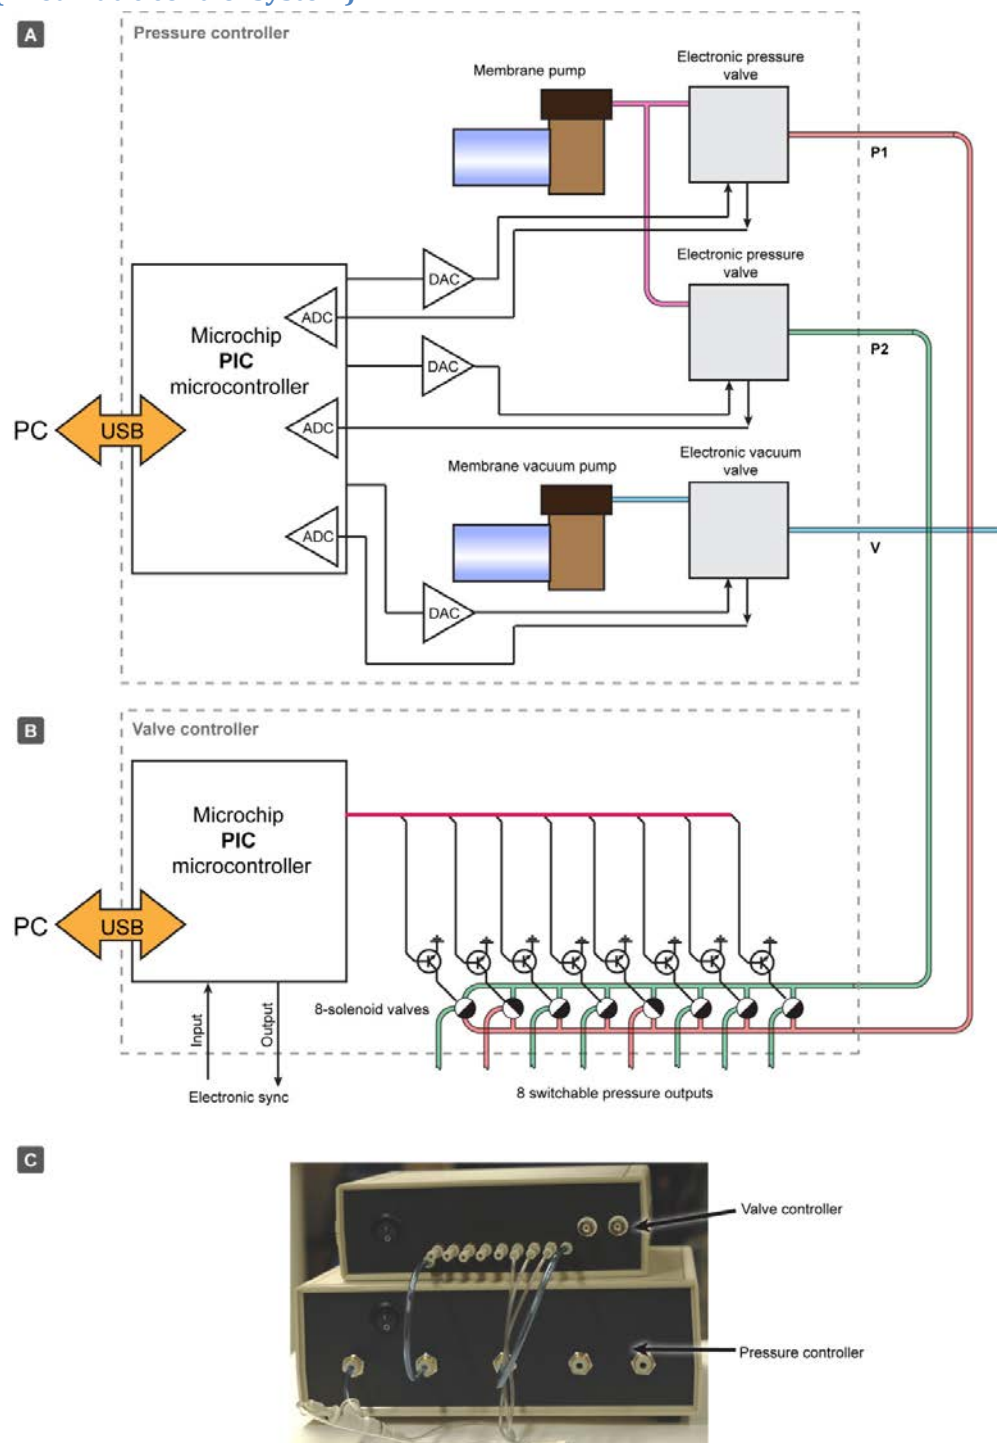 A
Pressure controller
Membrane pump
Electronic pressure
valve
P1
DAC
Electronic pressure
valve
ADC
Microchip
PIC
microcontroller
P2
DAC
PC
USB
ADC
Membrane vacuum pump
Electronic vacuum
valve
ADC
V
DAC
B
Valve controller
Microchip
PIC
microcontroller
PC
USB
8-solenoid valves
Input
Output
Electronic sync
8 switchable pressure outputs
C
Valve controller
Pressure controller